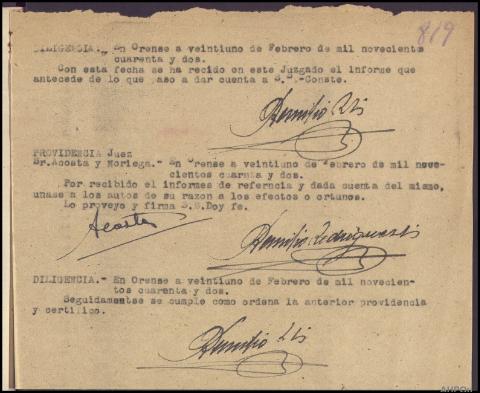 819
DILIGENCIA.- En Orense a veintiuno de Febrero de mil novecientos
cuarenta y dos.
Con esta fecha se ha recido en este Juzgado el informe que
antecede de lo que paso a dar cuenta a S.S.-Conste.
PROVIDENCIA Juez
Sr.Acosta y Noriega.- En Orense a veintiuno de Febrero de mil nove-
cientos cuarenta y dos.
Por recibido el informes de referncia y dada cuenta del mismo,
unase a los autos de su razon a los efectos o ortunos.
Lo proveyo y firma S.S.Doy fe.
Acosta
DILIGENCIA.- En Orense a veintiuno de Febrero de mil novecien-
tos cuarenta y dos.
Seguidamentse se cumple como ordena la anterior providencia
y certifico.